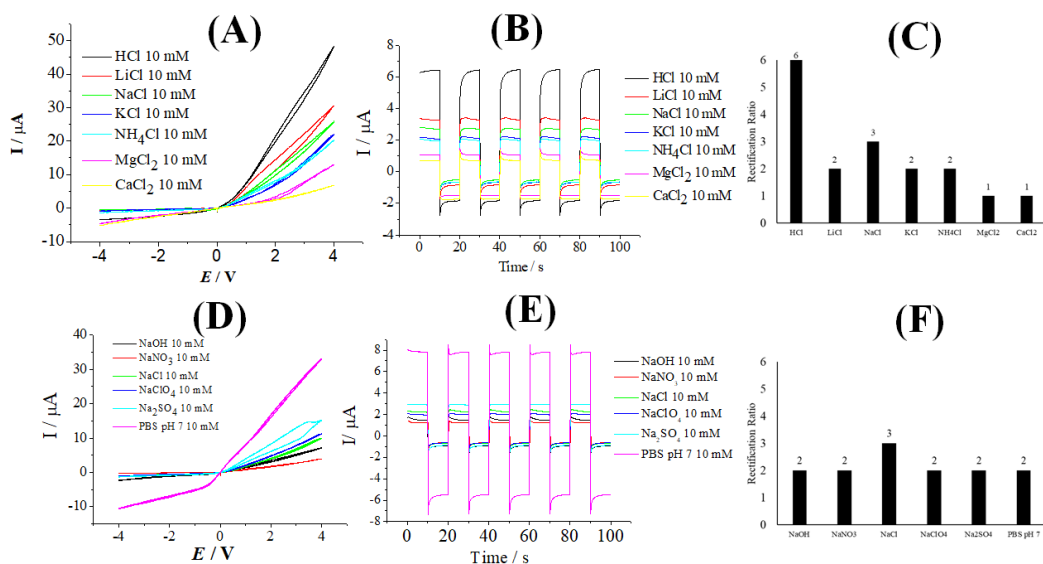 (A)
50
40
30
20
10
0
-10
I / μA
HCl 10 mM
LiCl 10 mM
NaCl 10 mM
KCl 10 mM
NH4Cl 10 mM
MgCl2 10 mM
CaCl2 10 mM
-4 -2 0 2 4
E / V
(B)
8
6
4
2
0
-2
-4
I / μA
HCl 10 mM
LiCl 10 mM
NaCl 10 mM
KCl 10 mM
NH4Cl 10 mM
MgCl2 10 mM
CaCl2 10 mM
0 20 40 60 80 100
Time / s
(C)
Rectification Ratio
6
5
4
3
2
1
0
6 2 3 2 2 1 1
HCl LiCl NaCl KCl NH4Cl MgCl2 CaCl2
(D)
40
30
20
10
0
-10
I / μA
NaOH 10 mM
NaNO3 10 mM
NaCl 10 mM
NaClO4 10 mM
Na2SO4 10 mM
PBS pH 7 10 mM
-4 -2 0 2 4
E / V
(E)
8
6
4
2
0
-2
-4
-6
-8
I/ μA
NaOH 10 mM
NaNO3 10 mM
NaCl 10 mM
NaClO4 10 mM
Na2SO4 10 mM
PBS pH 7 10 mM
0 20 40 60 80 100
Time / s
(F)
Rectification Ratio
6
5
4
3
2
1
0
2 2 3 2 2 2
NaOH NaNO3 NaCl NaClO4 Na2SO4 PBS pH 7